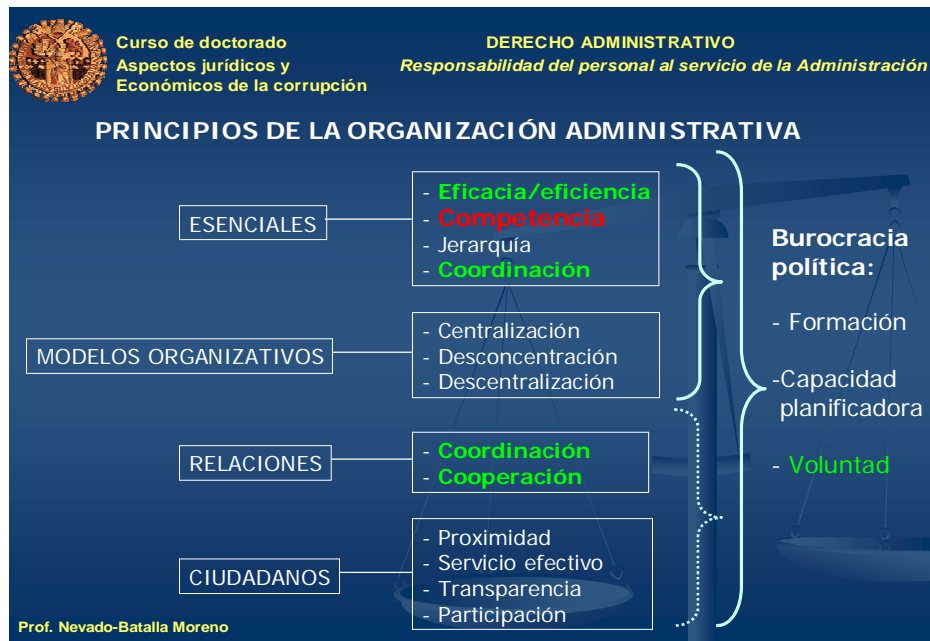 Curso de doctorado
Aspectos jurídicos y
Económicos de la corrupción
DERECHO ADMINISTRATIVO
Responsabilidad del personal al servicio de la Administración
PRINCIPIOS DE LA ORGANIZACIÓN ADMINISTRATIVA
ESENCIALES
- Eficacia/eficiencia
- Competencia
- Jerarquía
- Coordinación
MODELOS ORGANIZATIVOS
- Centralización
- Desconcentración
- Descentralización
RELACIONES
- Coordinación
- Cooperación
CIUDADANOS
- Proximidad
- Servicio efectivo
- Transparencia
- Participación
Burocracia
política:
- Formación
-Capacidad
planificadora
- Voluntad
Prof. Nevado-Batalla Moreno